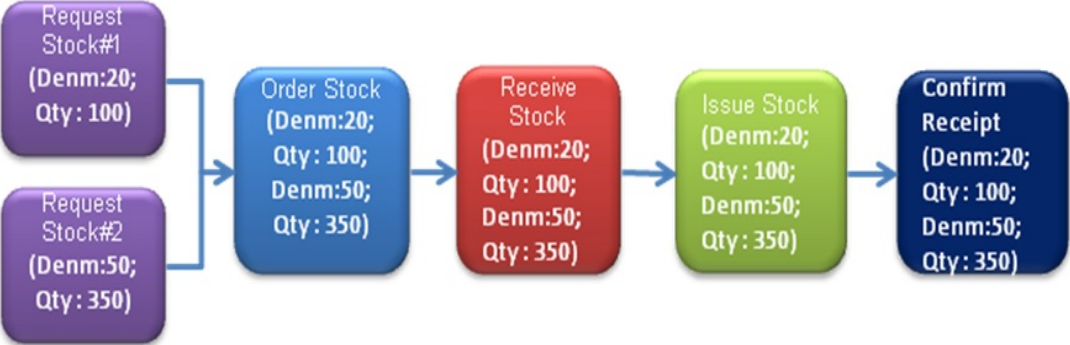 Request
Stock#1
(Denm:20;
Qty: 100)
Request
Stock#2
(Denm:50;
Qty: 350)
Order Stock
(Denm:20;
Qty: 100;
Denm:50;
Qty: 350)
Receive
Stock
(Denm:20;
Qty: 100;
Denm:50;
Qty: 350)
Issue Stock
(Denm:20;
Qty: 100;
Denm:50;
Qty: 350)
Confirm
Receipt
(Denm:20;
Qty: 100;
Denm:50;
Qty: 350)